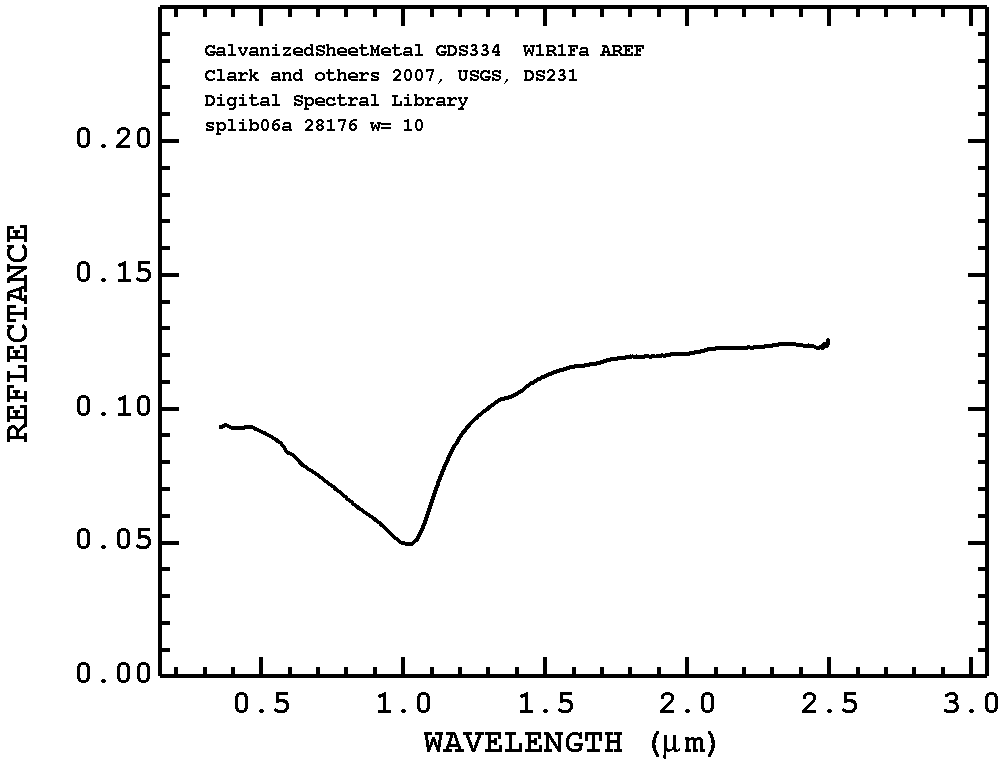 GalvanizedSheetMetal GDS334 W1R1Fa AREF
Clark and others 2007, USGS, DS231
Digital Spectral Library
splib06a 28176 w= 10
0.20
0.15
0.10
0.05
0.00
REFLECTANCE
0.5 1.0 1.5 2.0 2.5 3.0
WAVELENGTH (μm)